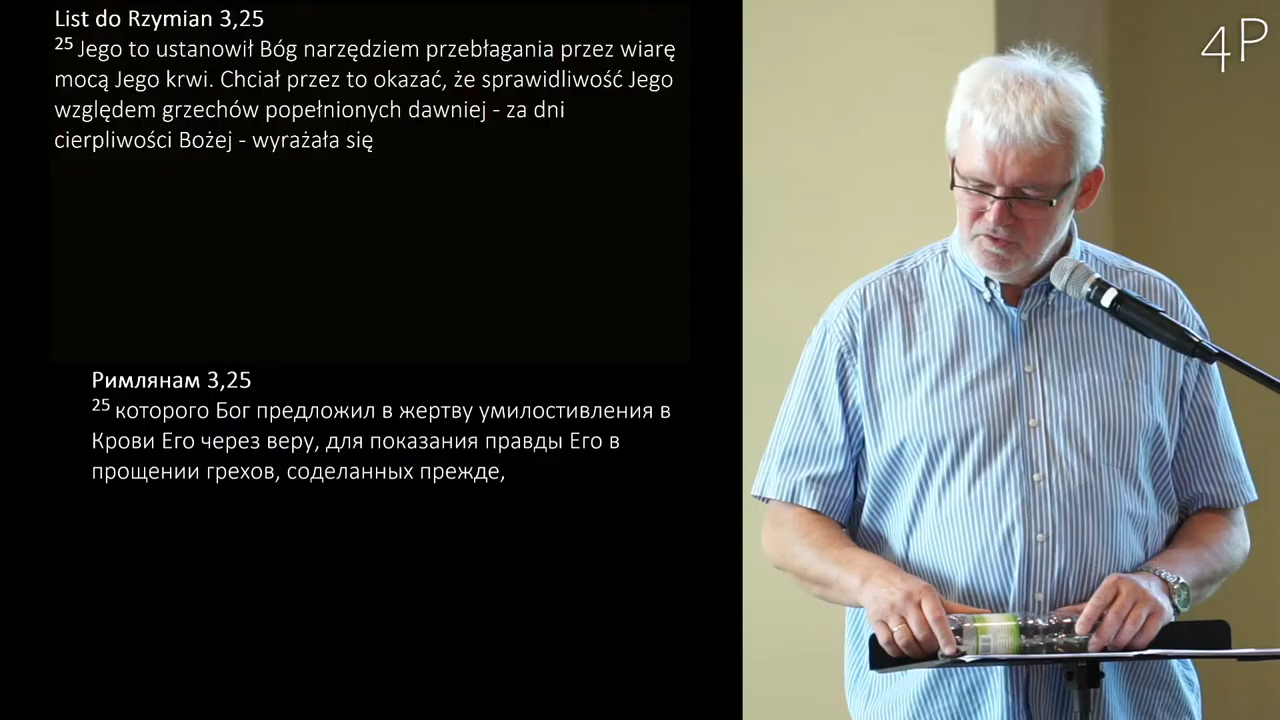 List do Rzymian 3,25
25 Jego to ustanowił Bóg narzędziem przebłagania przez wiarę
mocą Jego krwi. Chciał przez to okazać, że sprawidliwość Jego
względem grzechów popełnionych dawniej - za dni
cierpliwości Bożej - wyrażała się
Римлянам 3,25
25 которого Бог предложил в жертву умилостивления в
Крови Его через веру, для показания правды Его в
прощении грехов, соделанных прежде,
4P